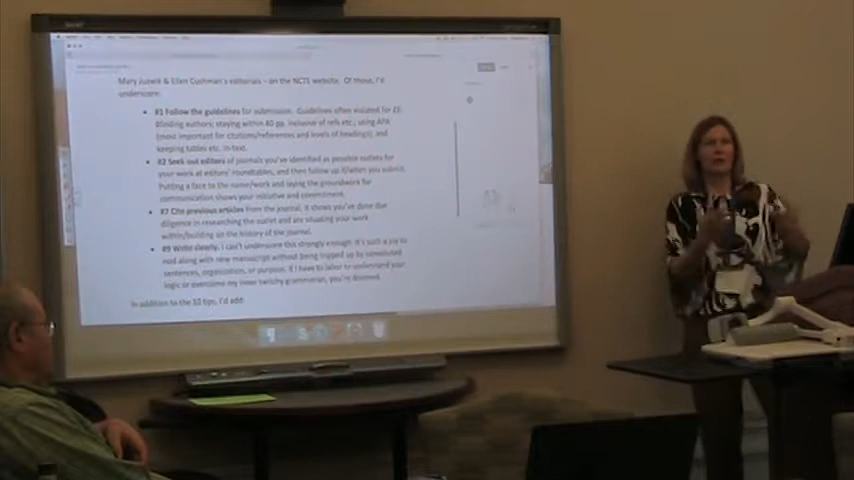 Mary Juzwik & Ellen Cushman's editorials – on the NCTE website. Of those, I'd
underscore:
• #1 Follow the guidelines for submission. Guidelines often violated for EE:
Blinding authors; staying within 40 pp. inclusive of refs etc.; using APA
(most important for citations/references and levels of headings); and
keeping tables etc. in-text.
• #2 Seek out editors of journals you've identified as possible outlets for
your work at editors' roundtables, and then follow up if/when you submit.
Putting a face to the name/work and laying the groundwork for
communication shows your initiative and commitment.
• #7 Cite previous articles from the journal. It shows you've done due
diligence in researching the outlet and are situating your work
within/building on the history of the journal.
• #9 Write clearly. I can't underscore this strongly enough. It's such a joy to
read along with new manuscript without being tripped up by convoluted
sentences, organization, or purpose. If I have to labor to understand your
logic or overcome my inner twitchy grammarian, you're doomed.
In addition to the 10 tips, I'd add